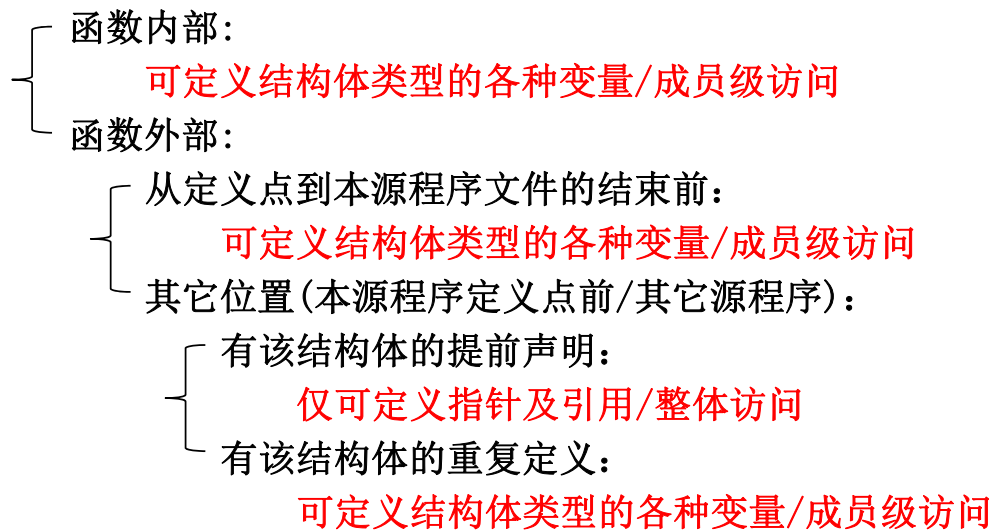 函数内部:
可定义结构体类型的各种变量/成员级访问
函数外部:
从定义点到本源程序文件的结束前：
可定义结构体类型的各种变量/成员级访问
其它位置(本源程序定义点前/其它源程序)：
有该结构体的提前声明：
仅可定义指针及引用/整体访问
有该结构体的重复定义：
可定义结构体类型的各种变量/成员级访问